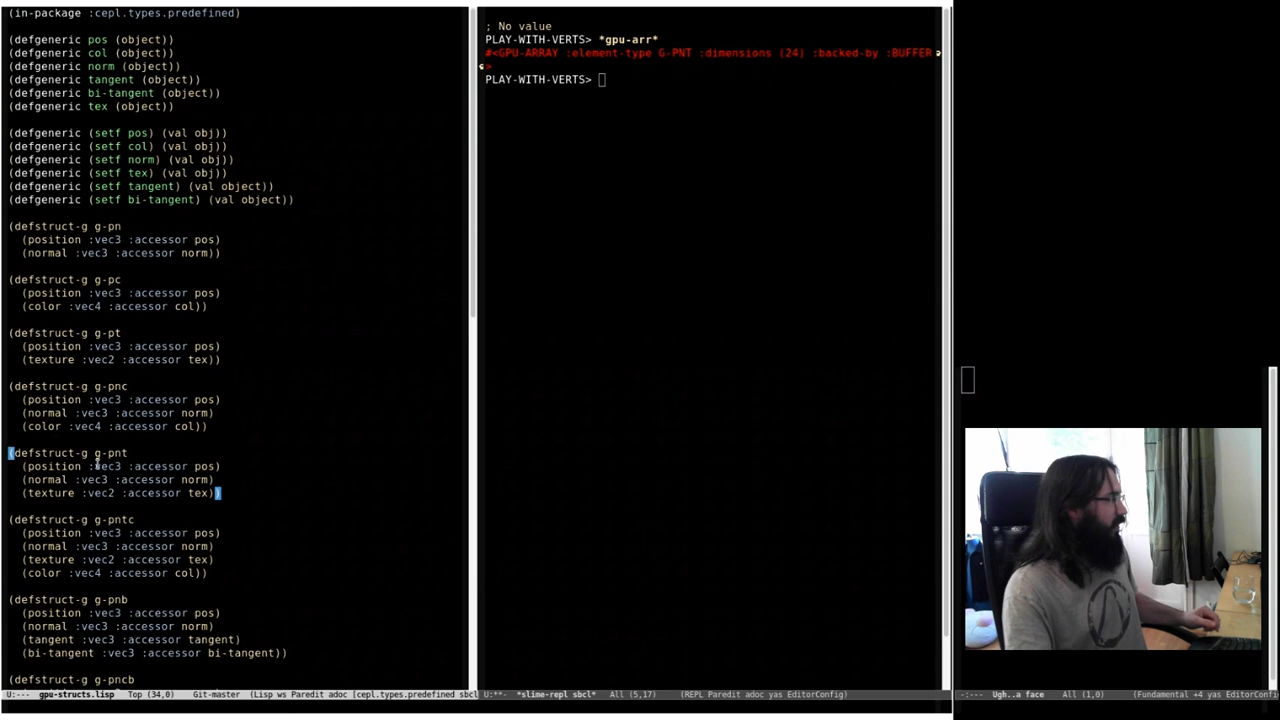 (in-package :cepl.types.predefined)
(defgeneric pos (object))
(defgeneric col (object))
(defgeneric norm (object))
(defgeneric tangent (object))
(defgeneric bi-tangent (object))
(defgeneric tex (object))
(defgeneric (setf pos) (val obj))
(defgeneric (setf col) (val obj))
(defgeneric (setf norm) (val obj))
(defgeneric (setf tex) (val obj))
(defgeneric (setf tangent) (val object))
(defgeneric (setf bi-tangent) (val object))
(defstruct-g g-pn
(position :vec3 :accessor pos)
(normal :vec3 :accessor norm))
(defstruct-g g-pc
(position :vec3 :accessor pos)
(color :vec4 :accessor col))
(defstruct-g g-pt
(position :vec3 :accessor pos)
(texture :vec2 :accessor tex))
(defstruct-g g-pnc
(position :vec3 :accessor pos)
(normal :vec3 :accessor norm)
(color :vec4 :accessor col))
(defstruct-g g-pnt
(position :vec3 :accessor pos)
(normal :vec3 :accessor norm)
(texture :vec2 :accessor tex))
(defstruct-g g-pntc
(position :vec3 :accessor pos)
(normal :vec3 :accessor norm)
(texture :vec2 :accessor tex)
(color :vec4 :accessor col))
(defstruct-g g-pnb
(position :vec3 :accessor pos)
(normal :vec3 :accessor norm)
(tangent :vec3 :accessor tangent)
(bi-tangent :vec3 :accessor bi-tangent))
(defstruct-g g-pncb
U:--- gpu-structs.lisp Top (34,0) Git-master (Lisp ws Paredit adoc [cepl.types.predefined sbcl
; No value
PLAY-WITH-VERTS> *gpu-arr*
#<GPU-ARRAY :element-type G-PNT :dimensions (24) :backed-by :BUFFER
>
PLAY-WITH-VERTS>
U:**- *slime-repl sbcl* All (5,17) (REPL Paredit adoc yas EditorConfig)
-:--- Ugh..a face All (1,0) (Fundamental +4 yas EditorConfi